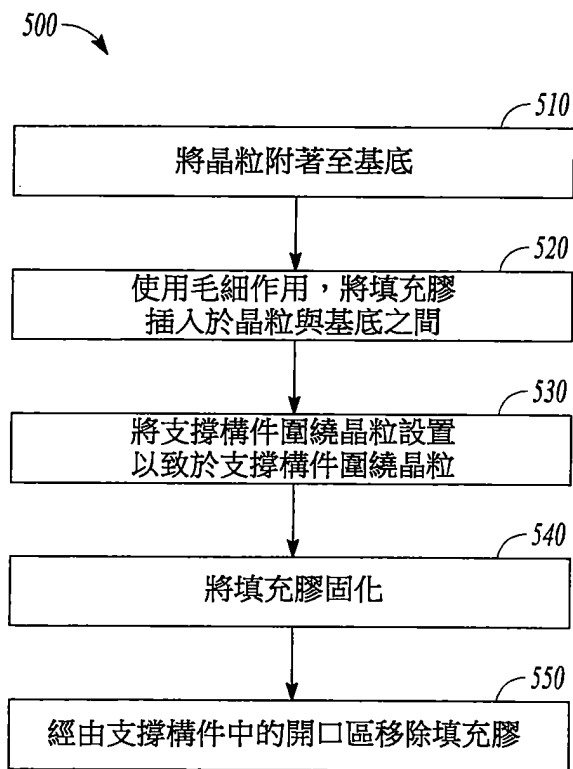 500
510
將晶粒附著至基底
520
使用毛細作用，將填充膠
插入於晶粒與基底之間
530
將支撐構件圍繞晶粒設置
以致於支撐構件圍繞晶粒
540
將填充膠固化
550
經由支撐構件中的開口區移除填充膠